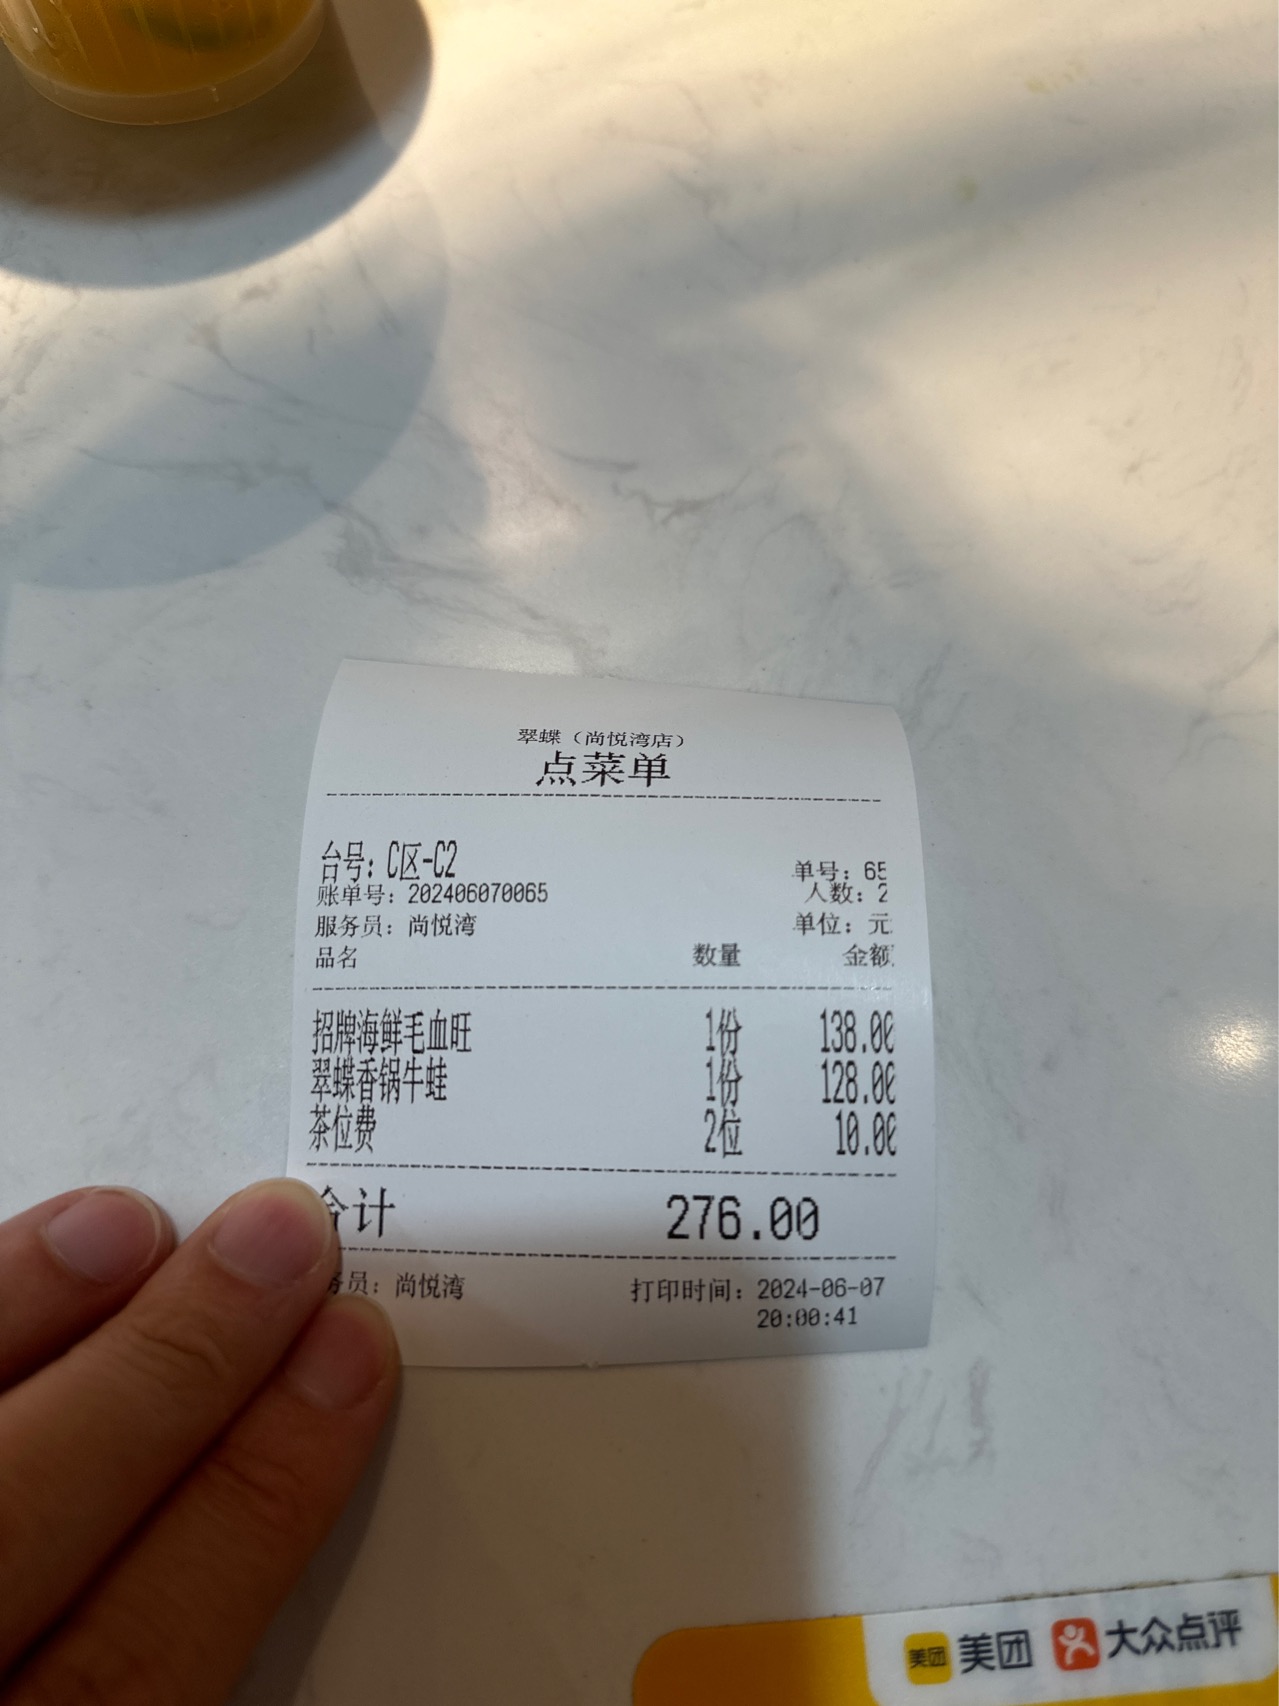 翠蝶（尚悦湾店）
点菜单
台号：C区-C2
单号：65
账单号：202406070065
人数：2
服务员：尚悦湾
单位：元
品名 数量 金额
招牌海鲜毛血旺 1份 138.00
翠蝶香锅牛蛙 1份 128.00
茶位费 2位 10.00
合计 276.00
务员：尚悦湾 打印时间：2024-06-07
20:00:41
美团 美团 大众点评